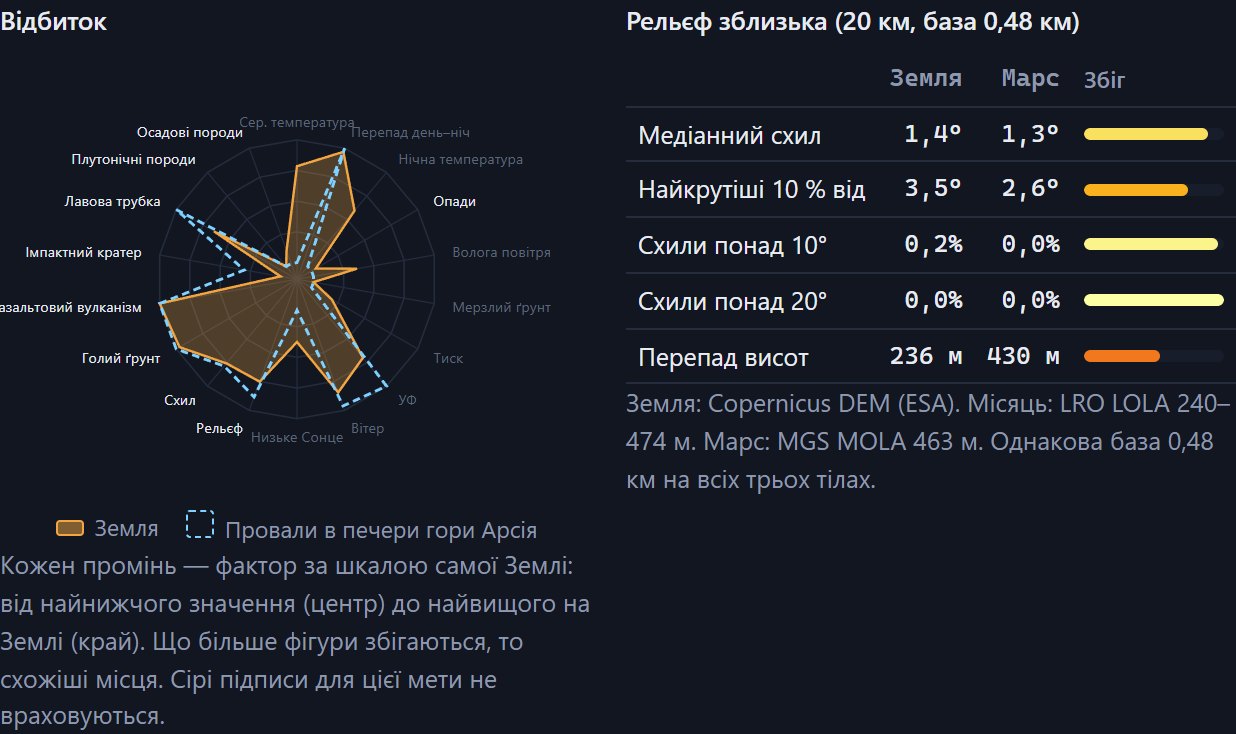 Відбиток
Сер. температура
Осадові породи
Перепад день–ніч
Плутонічні породи
Нічна температура
Лавова трубка
Опади
Імпактний кратер
Волога повітря
азальтовий вулканізм
Мерзлий ґрунт
Голий ґрунт
Тиск
Схил
УФ
Рельєф
Низьке Сонце
Вітер
Земля
Провали в печери гори Арсія
Кожен промінь — фактор за шкалою самої Землі:
від найнижчого значення (центр) до найвищого на
Землі (край). Що більше фігури збігаються, то
схожіші місця. Сірі підписи для цієї мети не
враховуються.
Рельєф зблизька (20 км, база 0,48 км)
Земля Марс Збіг
Медіанний схил 1,4° 1,3°
Найкрутіші 10 % від 3,5° 2,6°
Схили понад 10° 0,2% 0,0%
Схили понад 20° 0,0% 0,0%
Перепад висот 236 м 430 м
Земля: Copernicus DEM (ESA). Місяць: LRO LOLA 240–
474 м. Марс: MGS MOLA 463 м. Однакова база 0,48
км на всіх трьох тілах.